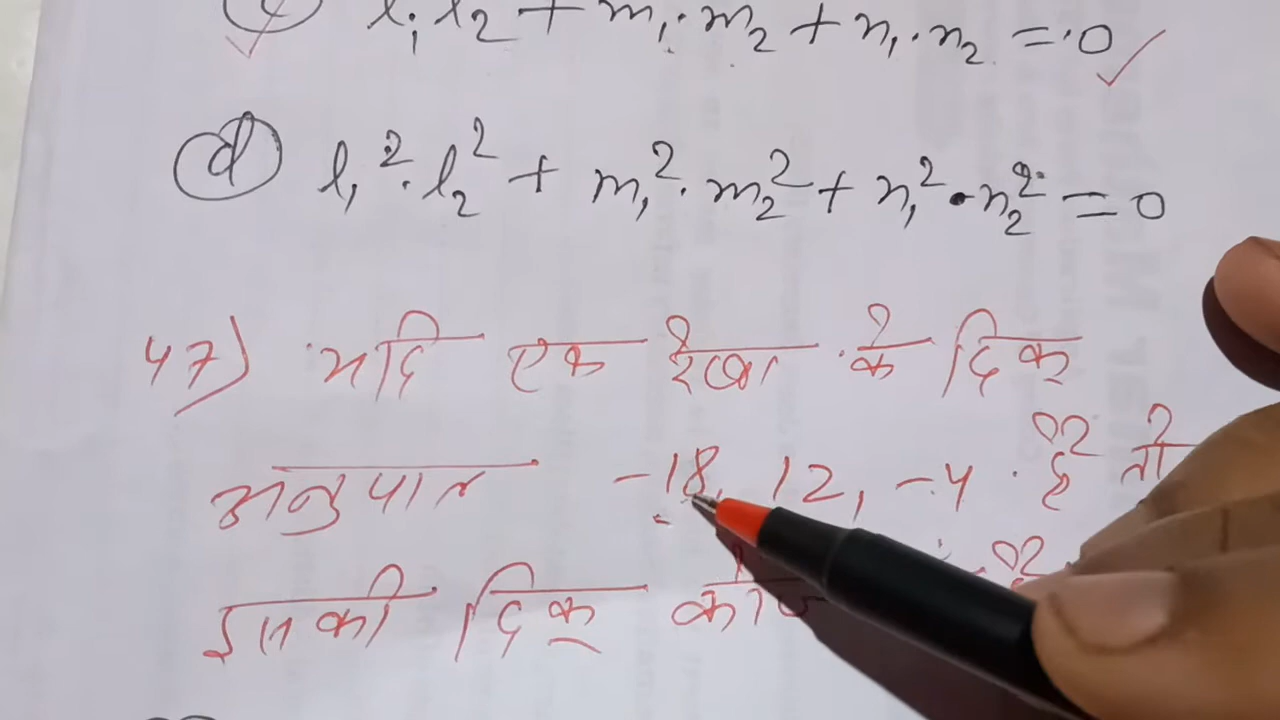 l₁·l₂ + m₁·m₂ + n₁·n₂ = 0
(d) l₁²·l₂² + m₁²·m₂² + n₁²·n₂² = 0
47) यदि एक रेखा के दिक्
अनुपात -18, 12, -4 है तो
इसकी दिक्